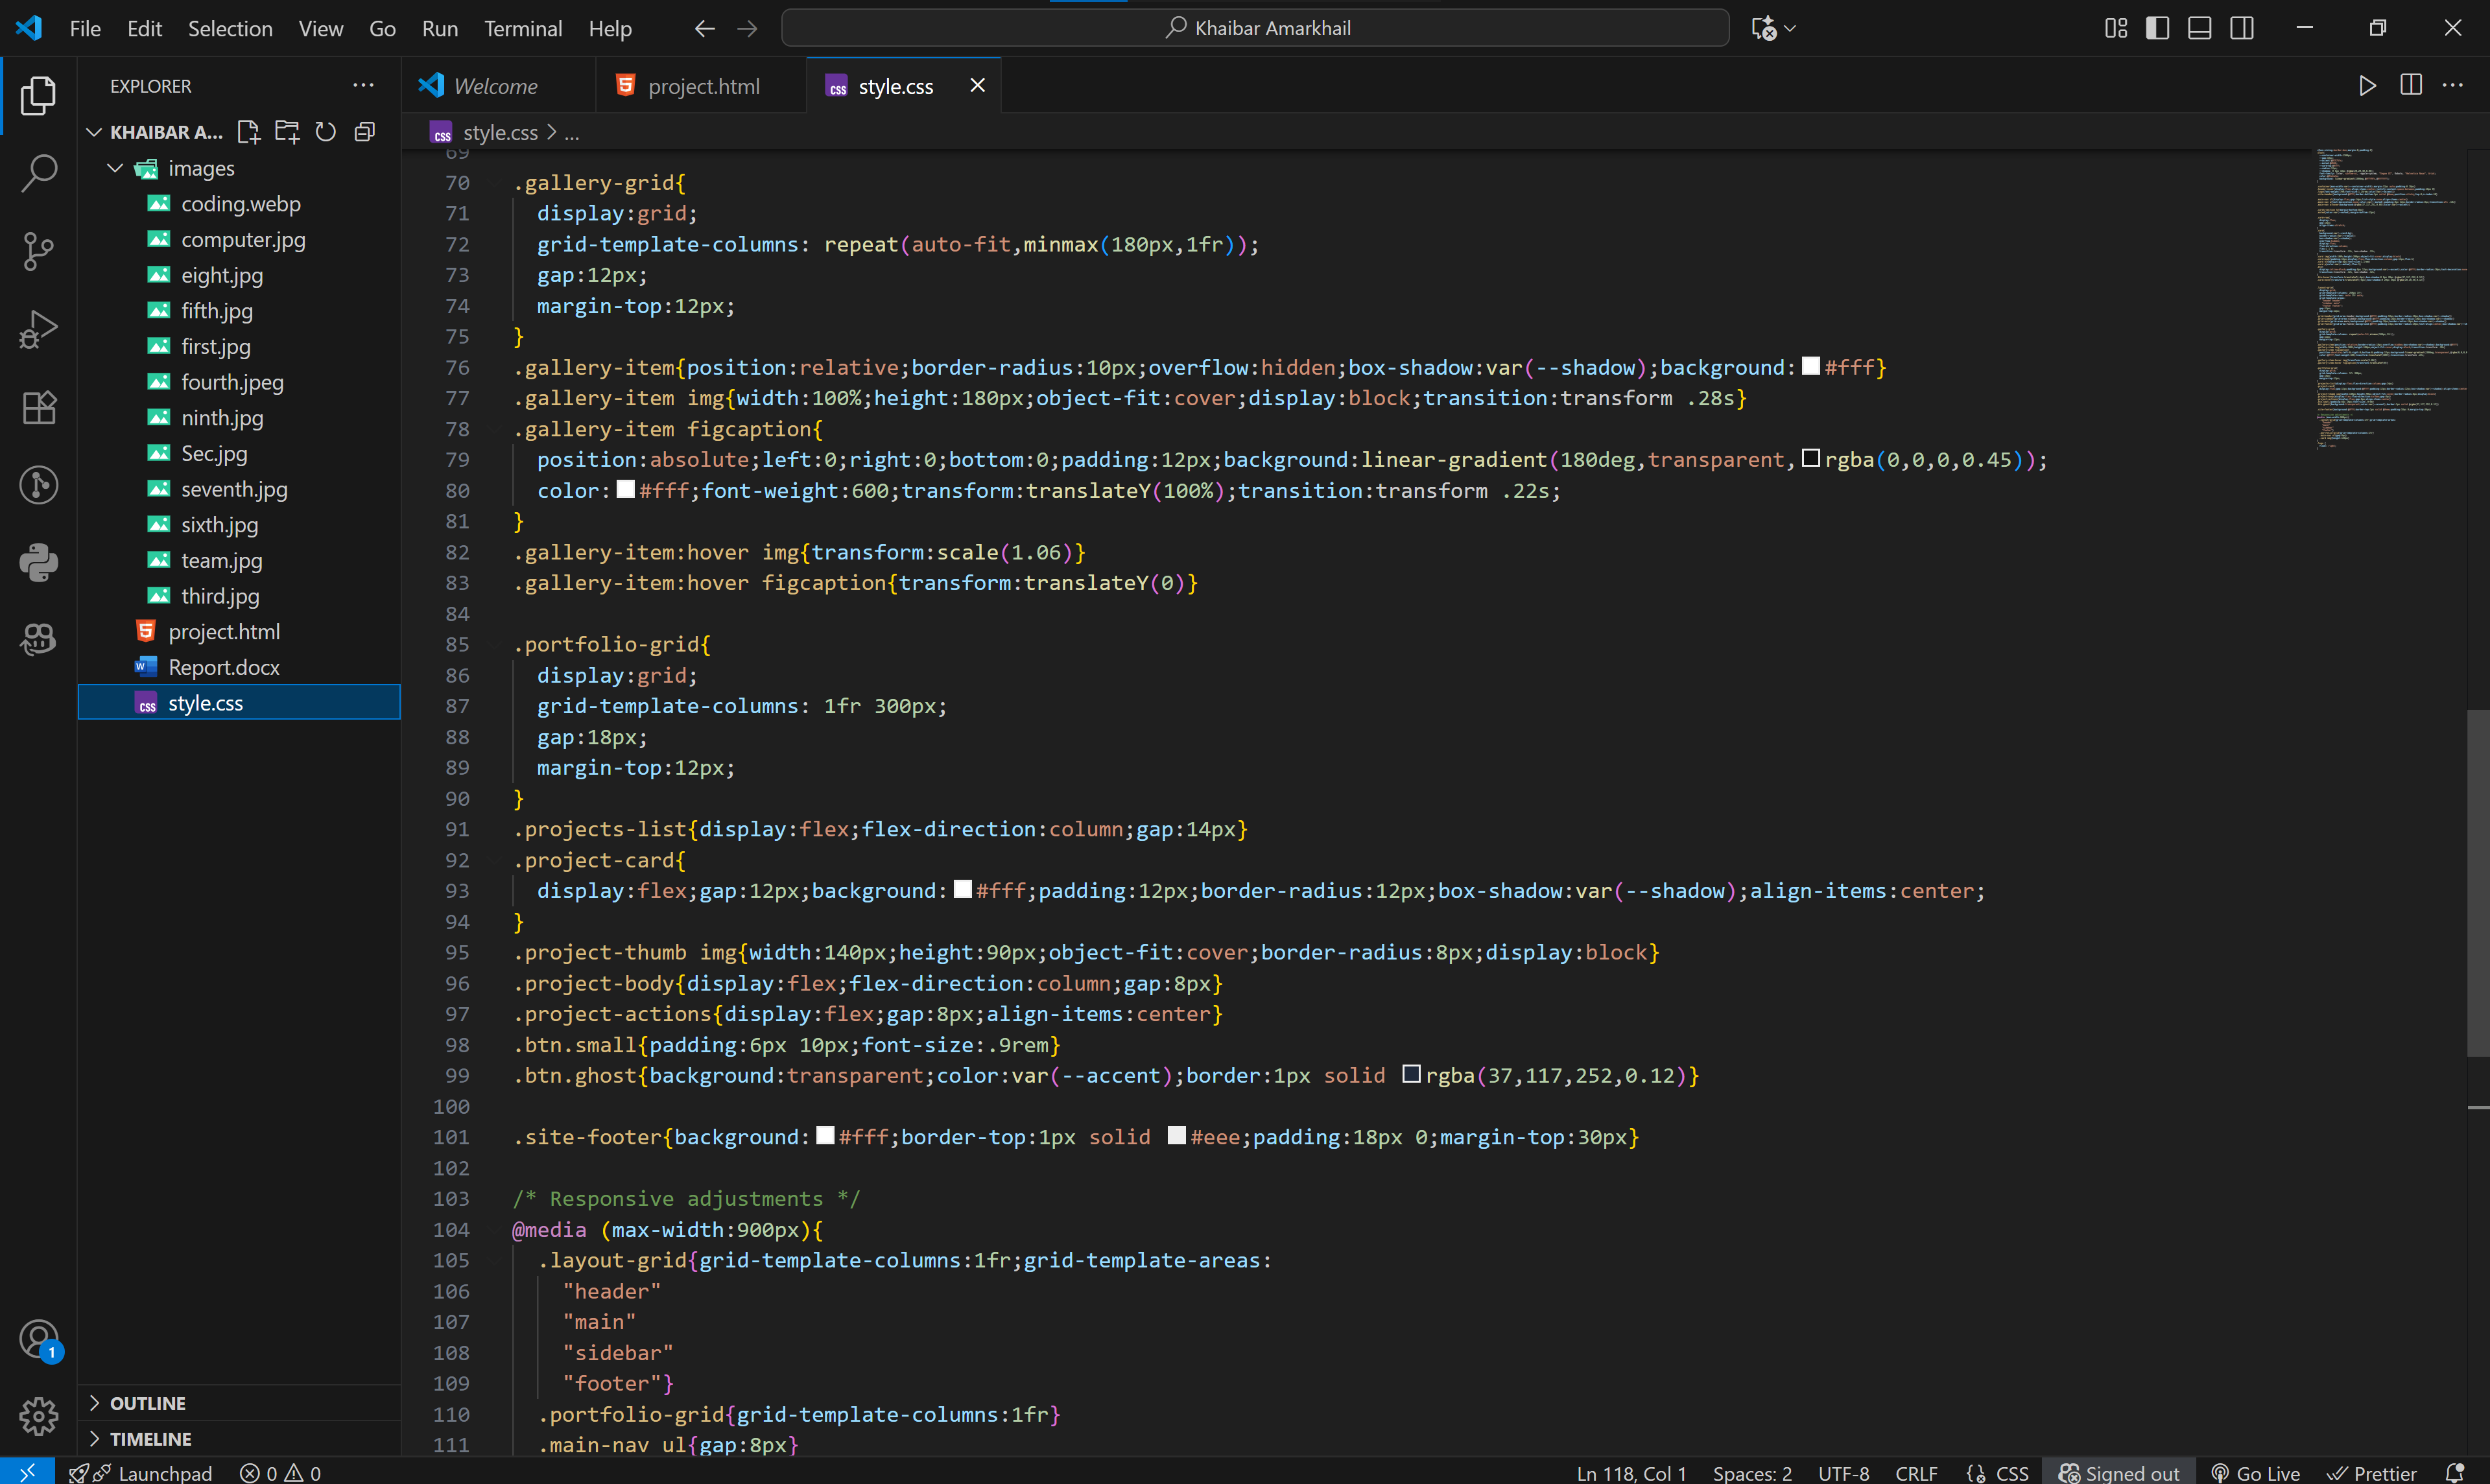 File Edit Selection View Go Run Terminal Help
Khaibar Amarkhail
EXPLORER
KHAIBAR A...
images
coding.webp
computer.jpg
eight.jpg
fifth.jpg
first.jpg
fourth.jpeg
ninth.jpg
Sec.jpg
seventh.jpg
sixth.jpg
team.jpg
third.jpg
project.html
Report.docx
style.css
OUTLINE
TIMELINE
Welcome project.html style.css
style.css > ...
69
70 .gallery-grid{
71 display:grid;
72 grid-template-columns: repeat(auto-fit,minmax(180px,1fr));
73 gap:12px;
74 margin-top:12px;
75 }
76 .gallery-item{position:relative;border-radius:10px;overflow:hidden;box-shadow:var(--shadow);background:#fff}
77 .gallery-item img{width:100%;height:180px;object-fit:cover;display:block;transition:transform .28s}
78 .gallery-item figcaption{
79 position:absolute;left:0;right:0;bottom:0;padding:12px;background:linear-gradient(180deg,transparent,rgba(0,0,0,0.45));
80 color:#fff;font-weight:600;transform:translateY(100%);transition:transform .22s;
81 }
82 .gallery-item:hover img{transform:scale(1.06)}
83 .gallery-item:hover figcaption{transform:translateY(0)}
84
85 .portfolio-grid{
86 display:grid;
87 grid-template-columns: 1fr 300px;
88 gap:18px;
89 margin-top:12px;
90 }
91 .projects-list{display:flex;flex-direction:column;gap:14px}
92 .project-card{
93 display:flex;gap:12px;background:#fff;padding:12px;border-radius:12px;box-shadow:var(--shadow);align-items:center;
94 }
95 .project-thumb img{width:140px;height:90px;object-fit:cover;border-radius:8px;display:block}
96 .project-body{display:flex;flex-direction:column;gap:8px}
97 .project-actions{display:flex;gap:8px;align-items:center}
98 .btn.small{padding:6px 10px;font-size:.9rem}
99 .btn.ghost{background:transparent;color:var(--accent);border:1px solid rgba(37,117,252,0.12)}
100
101 .site-footer{background:#fff;border-top:1px solid #eee;padding:18px 0;margin-top:30px}
102
103 /* Responsive adjustments */
104 @media (max-width:900px){
105 .layout-grid{grid-template-columns:1fr;grid-template-areas:
106 "header"
107 "main"
108 "sidebar"
109 "footer"}
110 .portfolio-grid{grid-template-columns:1fr}
111 .main-nav ul{gap:8px}
1
Launchpad 0 0 Ln 118, Col 1 Spaces: 2 UTF-8 CRLF CSS Signed out Go Live Prettier